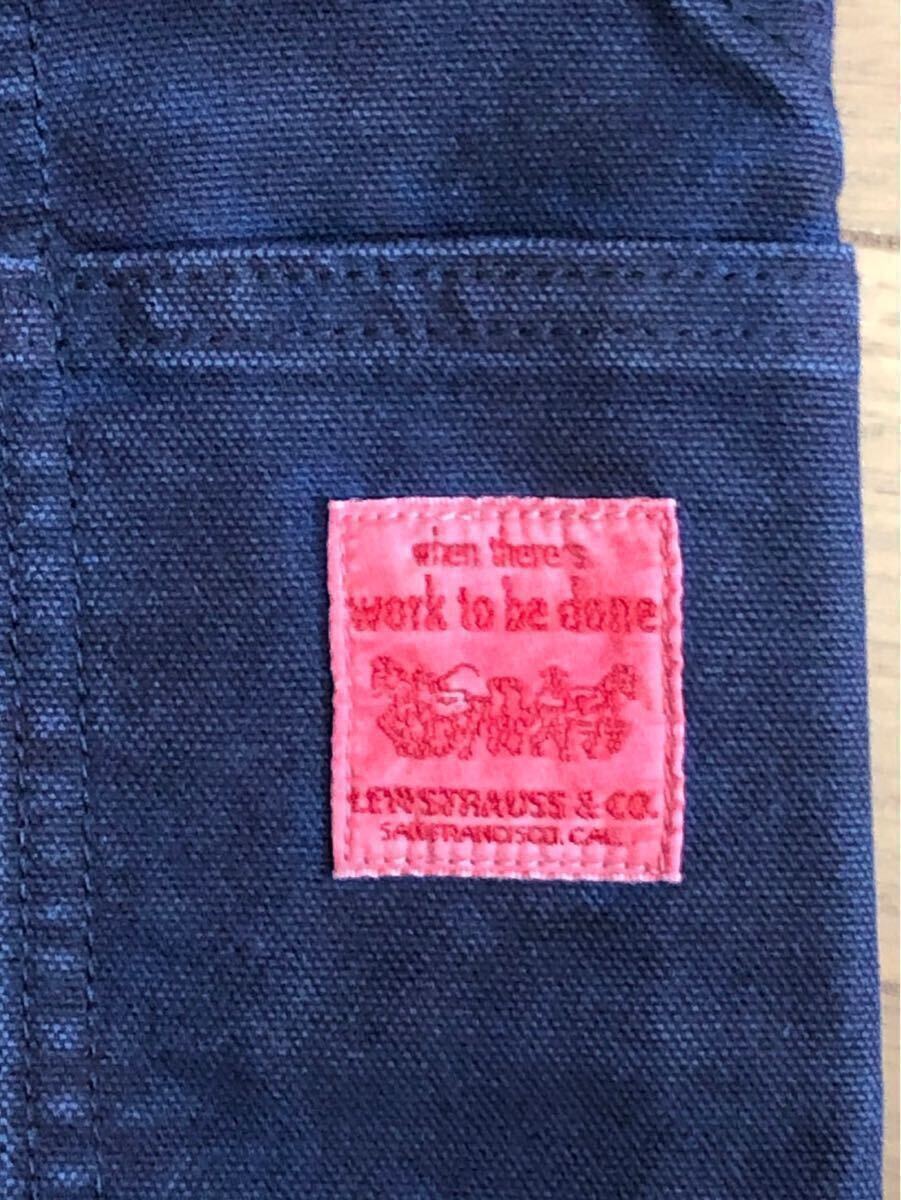 when there's
work to be done
LEVI STRAUSS & CO.
SAN FRANCISCO. CAL.